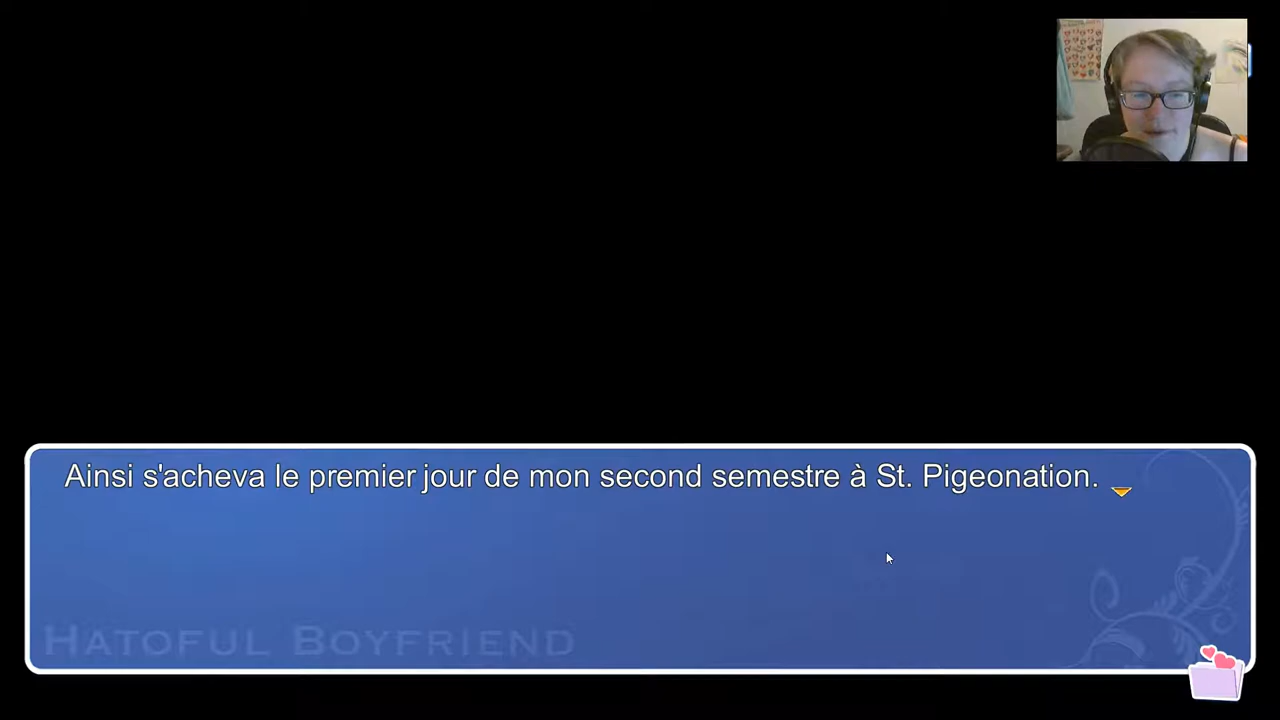 Ainsi s'acheva le premier jour de mon second semestre à St. Pigeonation.
HATOFUL BOYFRIEND